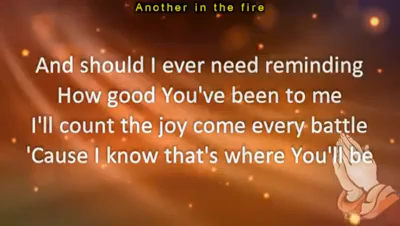 Another in the fire
And should I ever need reminding
How good You've been to me
I'll count the joy come every battle
'Cause I know that's where You'll be